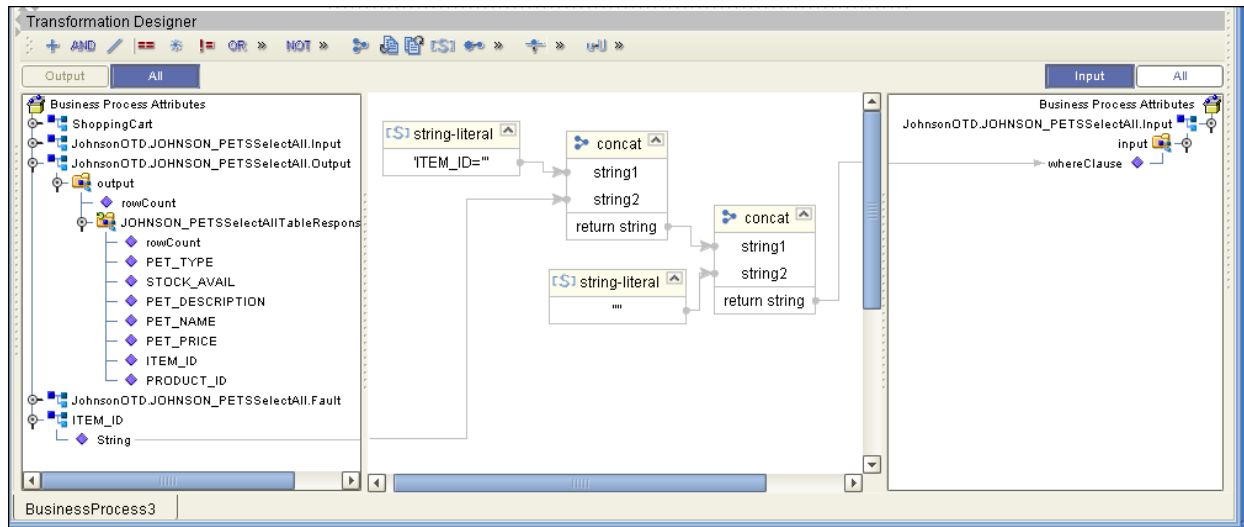 Transformation Designer
AND == != OR » NOT » [S] » » »
Output All Input All
Business Process Attributes
ShoppingCart
JohnsonOTD.JOHNSON_PETSSelectAll.Input
JohnsonOTD.JOHNSON_PETSSelectAll.Output
output
rowCount
JOHNSON_PETSSelectAllTableRespons
rowCount
PET_TYPE
STOCK_AVAIL
PET_DESCRIPTION
PET_NAME
PET_PRICE
ITEM_ID
PRODUCT_ID
JohnsonOTD.JOHNSON_PETSSelectAll.Fault
ITEM_ID
String
[S] string-literal
'ITEM_ID="'
concat
string1
string2
return string
[S] string-literal
'"'
concat
string1
string2
return string
Business Process Attributes
JohnsonOTD.JOHNSON_PETSSelectAll.Input
input
whereClause
BusinessProcess3